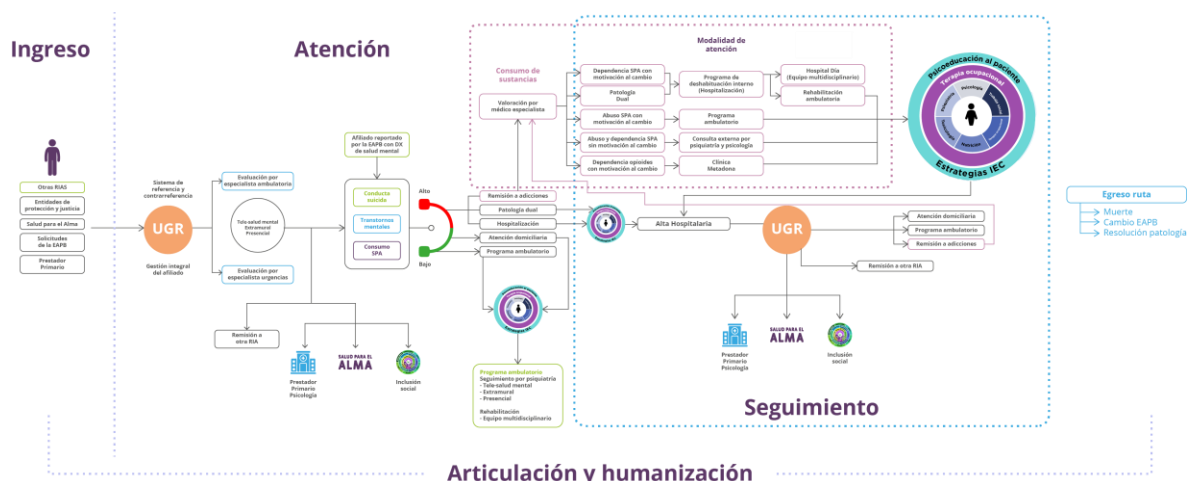 Ingreso
Otros RIAS
Entidades de
protección y justicia
Salud para el Alma
Solicitudes
de la EAPB
Prestador
Primario
Atención
Sistema de
referencia y
controrreferencia
UGR
Gestión integral
del afiliado
Evaluación por
especialista ambulatorio
Tele-salud mental
Extramural
Presencial
Evaluación por
especialista urgencias
Remisión a
otra RIA
Prestador
Primario
Psicología
SALUD PARA EL
ALMA
Inclusión
social
Afiliado reportado
por la EAPB con DX
de salud mental
Conducta
suicida
Transtornos
mentales
Consumo
SPA
Alto
Bajo
Remisión a adicciones
Patología dual
Hospitalización
Atención domiciliaria
Programa ambulatorio
Programa ambulatorio
Seguimiento por psiquiatría
- Tele-salud mental
- Extramural
- Presencial
Rehabilitación
- Equipo multidisciplinario
Consumo de
sustancias
Valoración por
médico especialista
Modalidad de
atención
Dependencia SPA con
motivación al cambio
Patología
Dual
Abuso SPA con
motivación al cambio
Abuso y dependencia SPA
sin motivación al cambio
Dependencia opioides
con motivación al cambio
Programa de
deshabituación interno
(Hospitalización)
Programa
ambulatorio
Consulta externa por
psiquiatría y psicología
Clínica
Metadona
Hospital Día
(Equipo multidisciplinario)
Rehabilitación
ambulatoria
Psicoeducación al paciente
Terapia ocupacional
Psicología
Medicina
Estrategias IEC
Alta Hospitalaria
UGR
Atención domiciliaria
Programa ambulatorio
Remisión a adicciones
Remisión a otra RIA
Prestador
Primario
Psicología
SALUD PARA EL
ALMA
Inclusión
social
Seguimiento
Egreso ruta
Muerte
Cambio EAPB
Resolución patología
Articulación y humanización